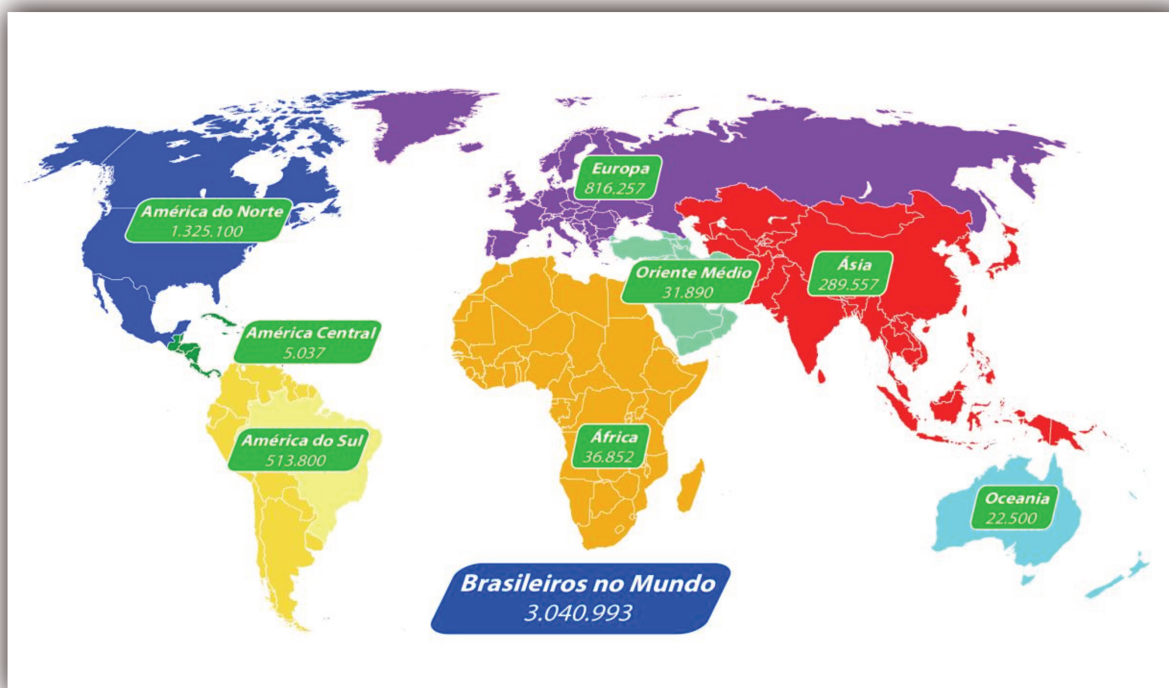 Europa
816.257
América do Norte
1.325.100
Oriente Médio
31.890
Ásia
289.557
América Central
5.037
América do Sul
513.800
África
36.852
Oceania
22.500
Brasileiros no Mundo
3.040.993